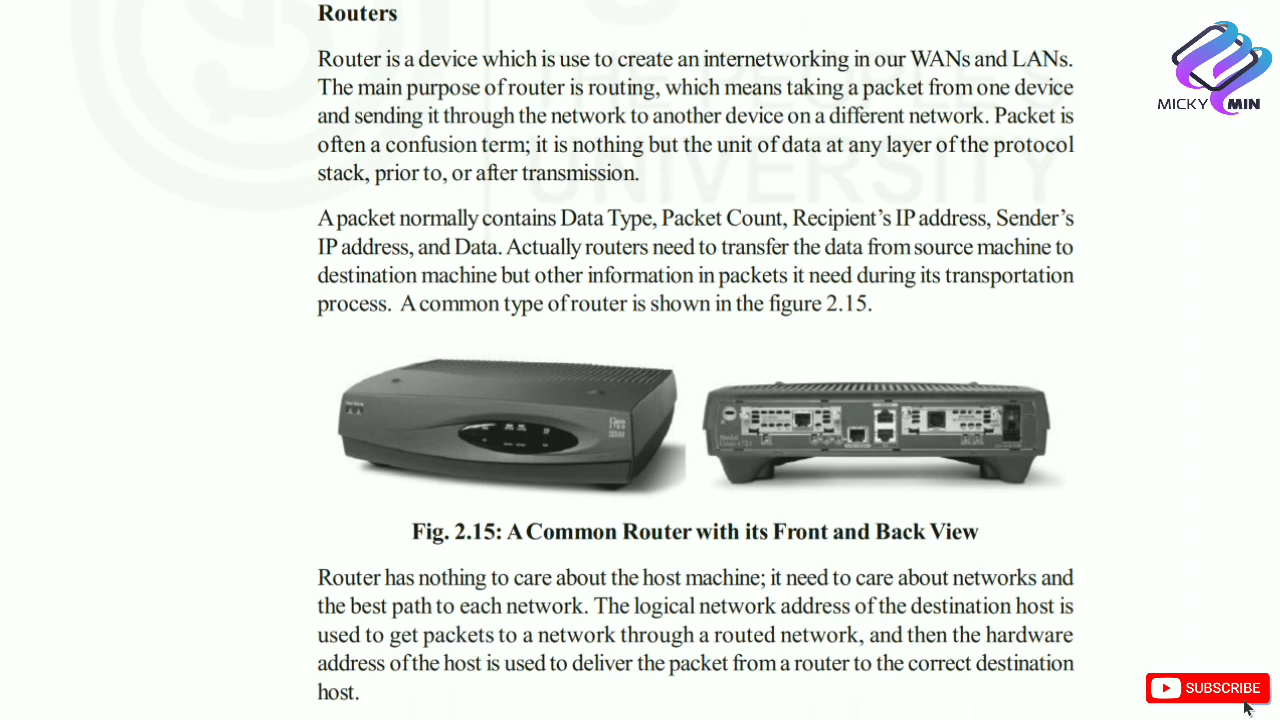 Routers
Router is a device which is use to create an internetworking in our WANs and LANs.
The main purpose of router is routing, which means taking a packet from one device
and sending it through the network to another device on a different network. Packet is
often a confusion term; it is nothing but the unit of data at any layer of the protocol
stack, prior to, or after transmission.
A packet normally contains Data Type, Packet Count, Recipient’s IP address, Sender’s
IP address, and Data. Actually routers need to transfer the data from source machine to
destination machine but other information in packets it need during its transportation
process. A common type of router is shown in the figure 2.15.
Fig. 2.15: A Common Router with its Front and Back View
Router has nothing to care about the host machine; it need to care about networks and
the best path to each network. The logical network address of the destination host is
used to get packets to a network through a routed network, and then the hardware
address of the host is used to deliver the packet from a router to the correct destination
host.
THE PEOPLE'S
UNIVERSITY
MICKY MIN
SUBSCRIBE